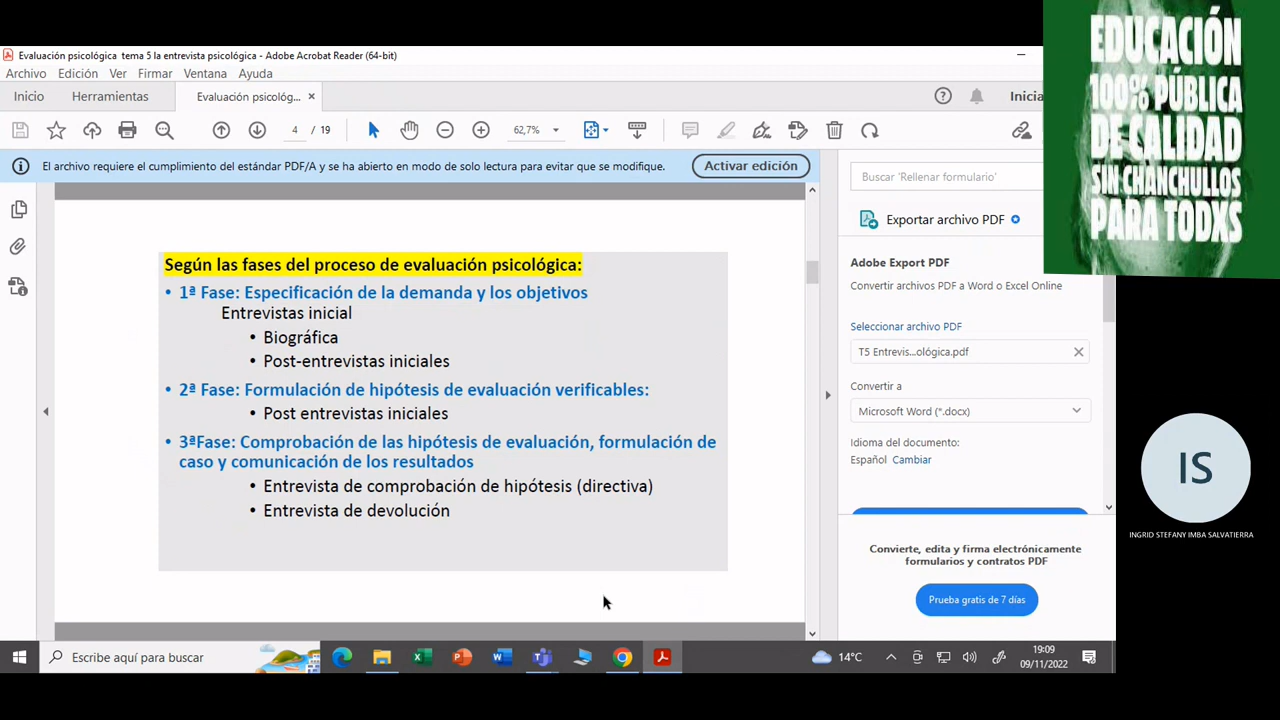 Evaluación psicológica tema 5 la entrevista psicológica - Adobe Acrobat Reader (64-bit)
Archivo Edición Ver Firmar Ventana Ayuda
Inicio Herramientas Evaluación psicológ... × ? Inicia
4 / 19 62,7%
El archivo requiere el cumplimiento del estándar PDF/A y se ha abierto en modo de solo lectura para evitar que se modifique. Activar edición
Según las fases del proceso de evaluación psicológica:
• 1ª Fase: Especificación de la demanda y los objetivos
Entrevistas inicial
• Biográfica
• Post-entrevistas iniciales
• 2ª Fase: Formulación de hipótesis de evaluación verificables:
• Post entrevistas iniciales
• 3ªFase: Comprobación de las hipótesis de evaluación, formulación de
caso y comunicación de los resultados
• Entrevista de comprobación de hipótesis (directiva)
• Entrevista de devolución
Buscar 'Rellenar formulario'
Exportar archivo PDF
Adobe Export PDF
Convertir archivos PDF a Word o Excel Online
Seleccionar archivo PDF
T5 Entrevis...ológica.pdf
Convertir a
Microsoft Word (*.docx)
Idioma del documento:
Español Cambiar
Convierte, edita y firma electrónicamente
formularios y contratos PDF
Prueba gratis de 7 días
EDUCACIÓN
100% PÚBLICA
DE CALIDAD
SIN CHANCHULLOS
PARA TODXS
IS
INGRID STEFANY IMBA SALVATIERRA
Escribe aquí para buscar
14°C
19:09
09/11/2022